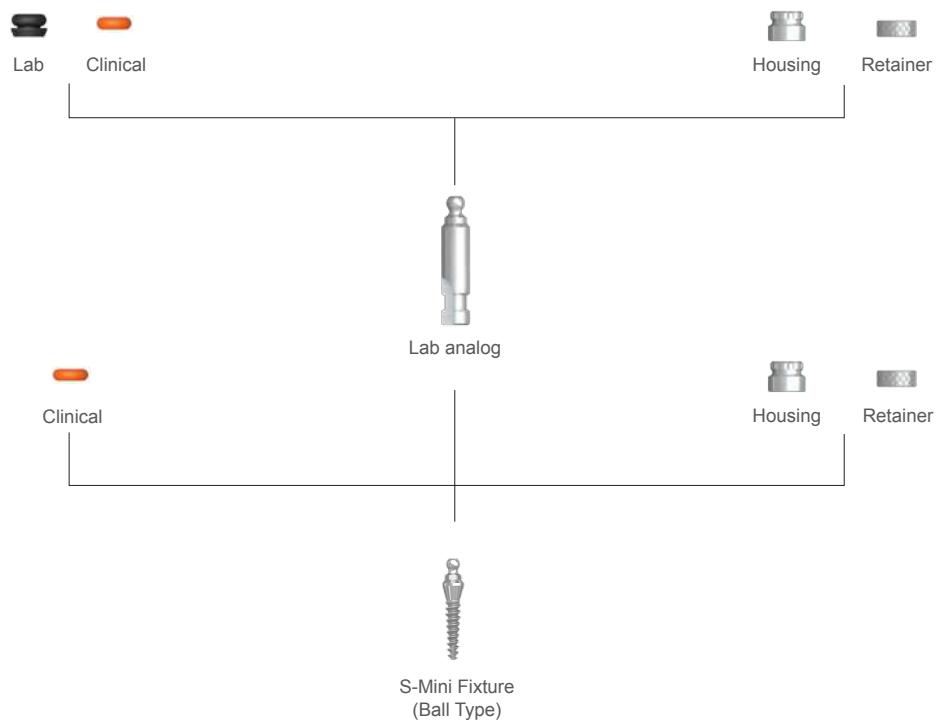 Lab
Clinical
Housing
Retainer
Lab analog
Clinical
Housing
Retainer
S-Mini Fixture
(Ball Type)